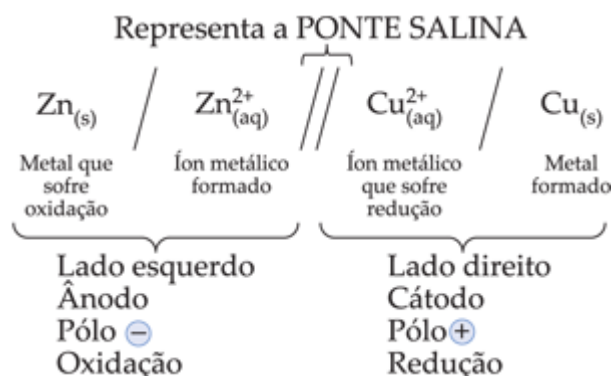 Representa a PONTE SALINA
Zn(s) / Zn2+(aq) // Cu2+(aq) / Cu(s)
Metal que sofre oxidação
Íon metálico formado
Íon metálico que sofre redução
Metal formado
Lado esquerdo
Ânodo
Pólo −
Oxidação
Lado direito
Cátodo
Pólo +
Redução